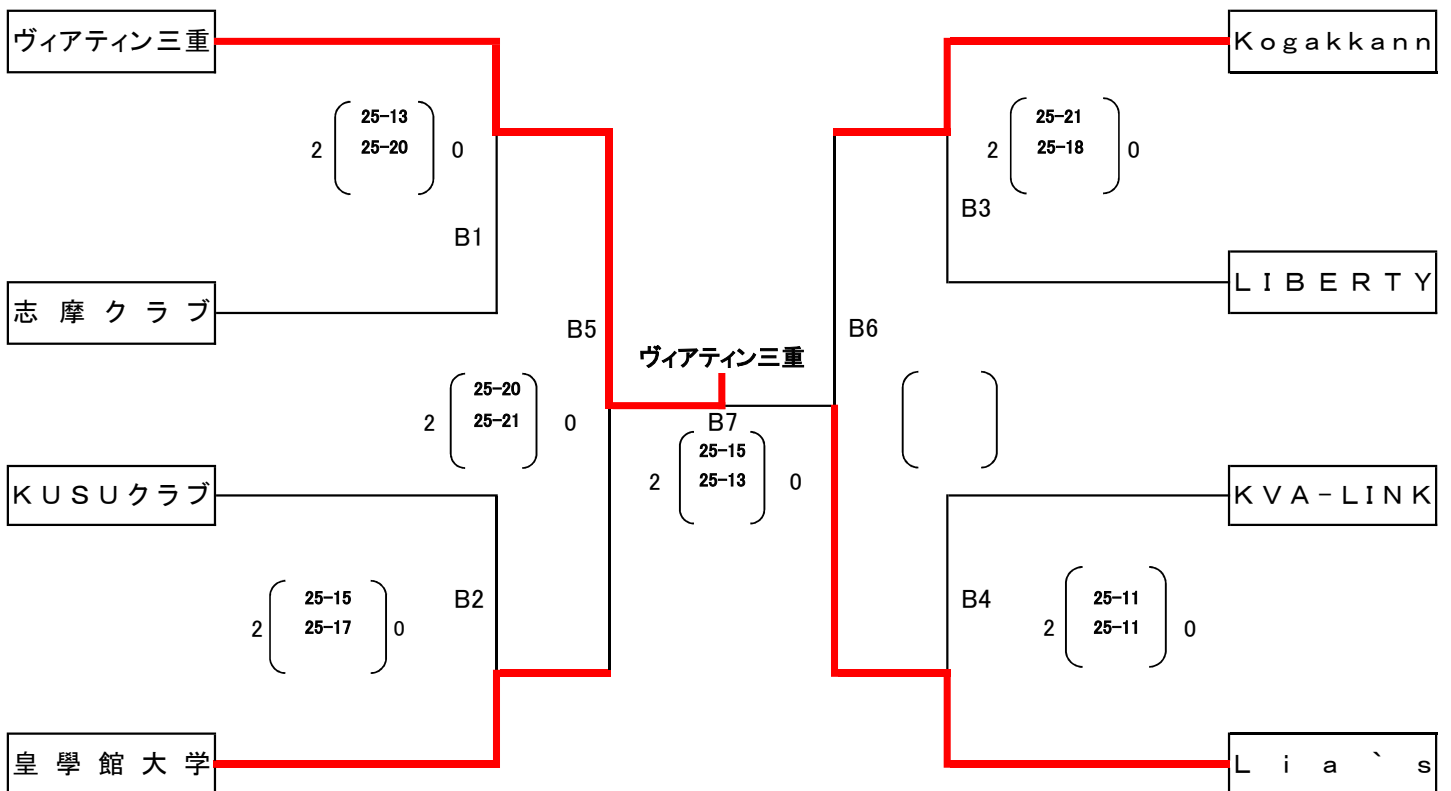 ヴィアティン三重
Kogakkann
25-13
2 25-20 0
25-21
2 25-18 0
B1
B3
志摩クラブ
LIBERTY
B5
B6
ヴィアティン三重
25-20
2 25-21 0
B7
25-15
2 25-13 0
KUSUクラブ
KVA-LINK
25-15
2 25-17 0
B2
B4
25-11
2 25-11 0
皇學館大学
Lia`s